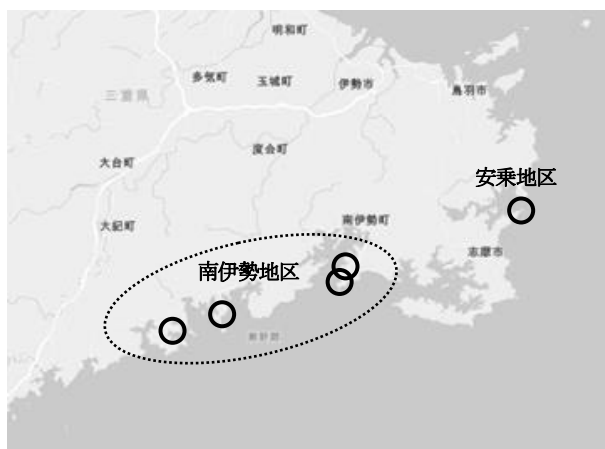 明和町
多気町
玉城町
伊勢市
鳥羽市
三重県
度会町
大台町
安乗地区
大紀町
南伊勢町
志摩市
南伊勢地区